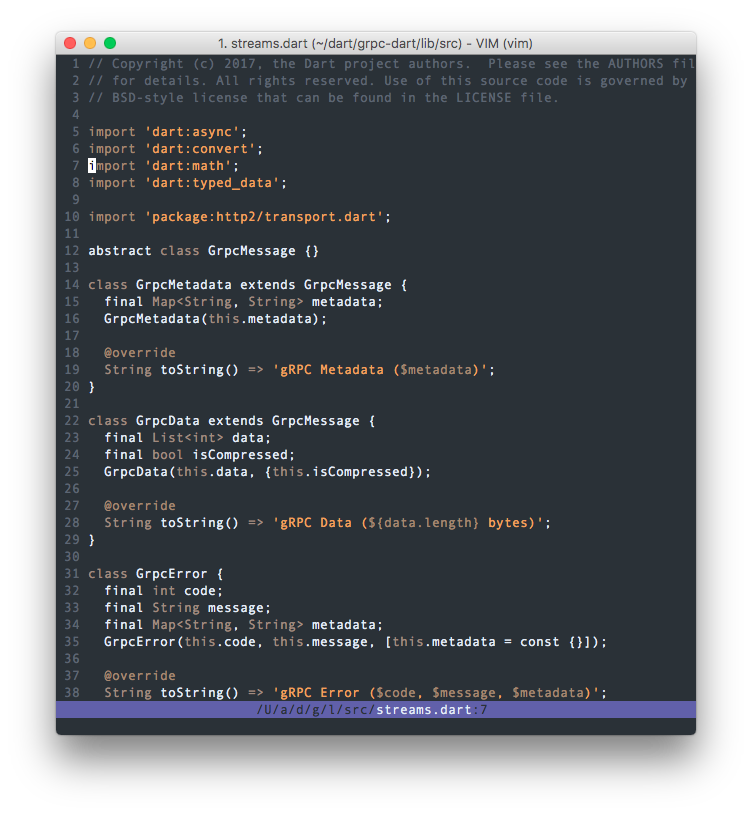 1. streams.dart (~/dart/grpc-dart/lib/src) - VIM (vim)
1 // Copyright (c) 2017, the Dart project authors.  Please see the AUTHORS fil
2 // for details. All rights reserved. Use of this source code is governed by
3 // BSD-style license that can be found in the LICENSE file.
4
5 import 'dart:async';
6 import 'dart:convert';
7 import 'dart:math';
8 import 'dart:typed_data';
9
10 import 'package:http2/transport.dart';
11
12 abstract class GrpcMessage {}
13
14 class GrpcMetadata extends GrpcMessage {
15   final Map<String, String> metadata;
16   GrpcMetadata(this.metadata);
17
18   @override
19   String toString() => 'gRPC Metadata ($metadata)';
20 }
21
22 class GrpcData extends GrpcMessage {
23   final List<int> data;
24   final bool isCompressed;
25   GrpcData(this.data, {this.isCompressed});
26
27   @override
28   String toString() => 'gRPC Data (${data.length} bytes)';
29 }
30
31 class GrpcError {
32   final int code;
33   final String message;
34   final Map<String, String> metadata;
35   GrpcError(this.code, this.message, [this.metadata = const {}]);
36
37   @override
38   String toString() => 'gRPC Error ($code, $message, $metadata)';
/U/a/d/g/l/src/streams.dart:7